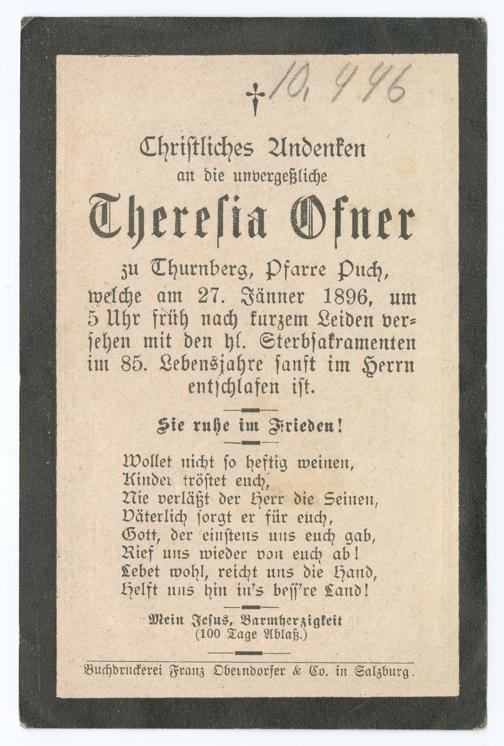 10,446
†
Christliches Andenken
an die unvergeßliche
Theresia Ofner
zu Thurnberg, Pfarre Puch,
welche am 27. Jänner 1896, um
5 Uhr früh nach kurzem Leiden ver-
sehen mit den hl. Sterbsakramenten
im 85. Lebensjahre sanft im Herrn
entschlafen ist.
Sie ruhe im Frieden!
Wollet nicht so heftig weinen,
Kinder tröstet euch,
Nie verläßt der Herr die Seinen,
Väterlich sorgt er für euch,
Gott, der einstens uns euch gab,
Rief uns wieder von euch ab!
Lebet wohl, reicht uns die Hand,
Helft uns hin in's bess're Land!
Mein Jesus, Barmherzigkeit
(100 Tage Ablaß.)
Buchdruckerei Franz Oberndorfer & Co. in Salzburg.